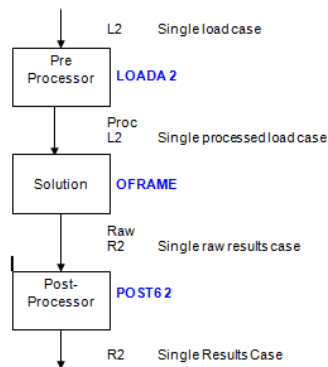 L2 Single load case
Pre
Processor LOADA 2
Proc
L2 Single processed load case
Solution OFRAME
Raw
R2 Single raw results case
Post-
Processor POST6 2
R2 Single Results Case